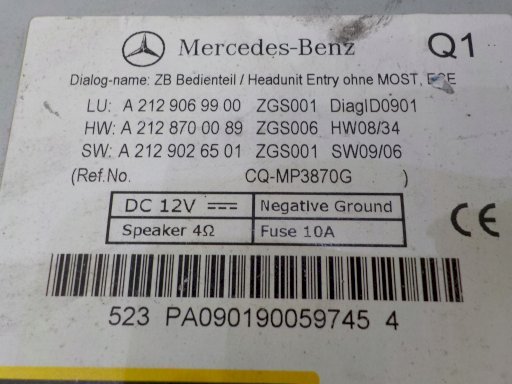 Mercedes-Benz Q1
Dialog-name: ZB Bedienteil / Headunit Entry ohne MOST,
LU: A 212 906 99 00 ZGS001 DiagID0901
HW: A 212 870 00 89 ZGS006 HW08/34
SW: A 212 902 65 01 ZGS001 SW09/06
(Ref.No. CQ-MP3870G )
DC 12V ⎓ Negative Ground
Speaker 4Ω Fuse 10A
CE
523 PA090190059745 4